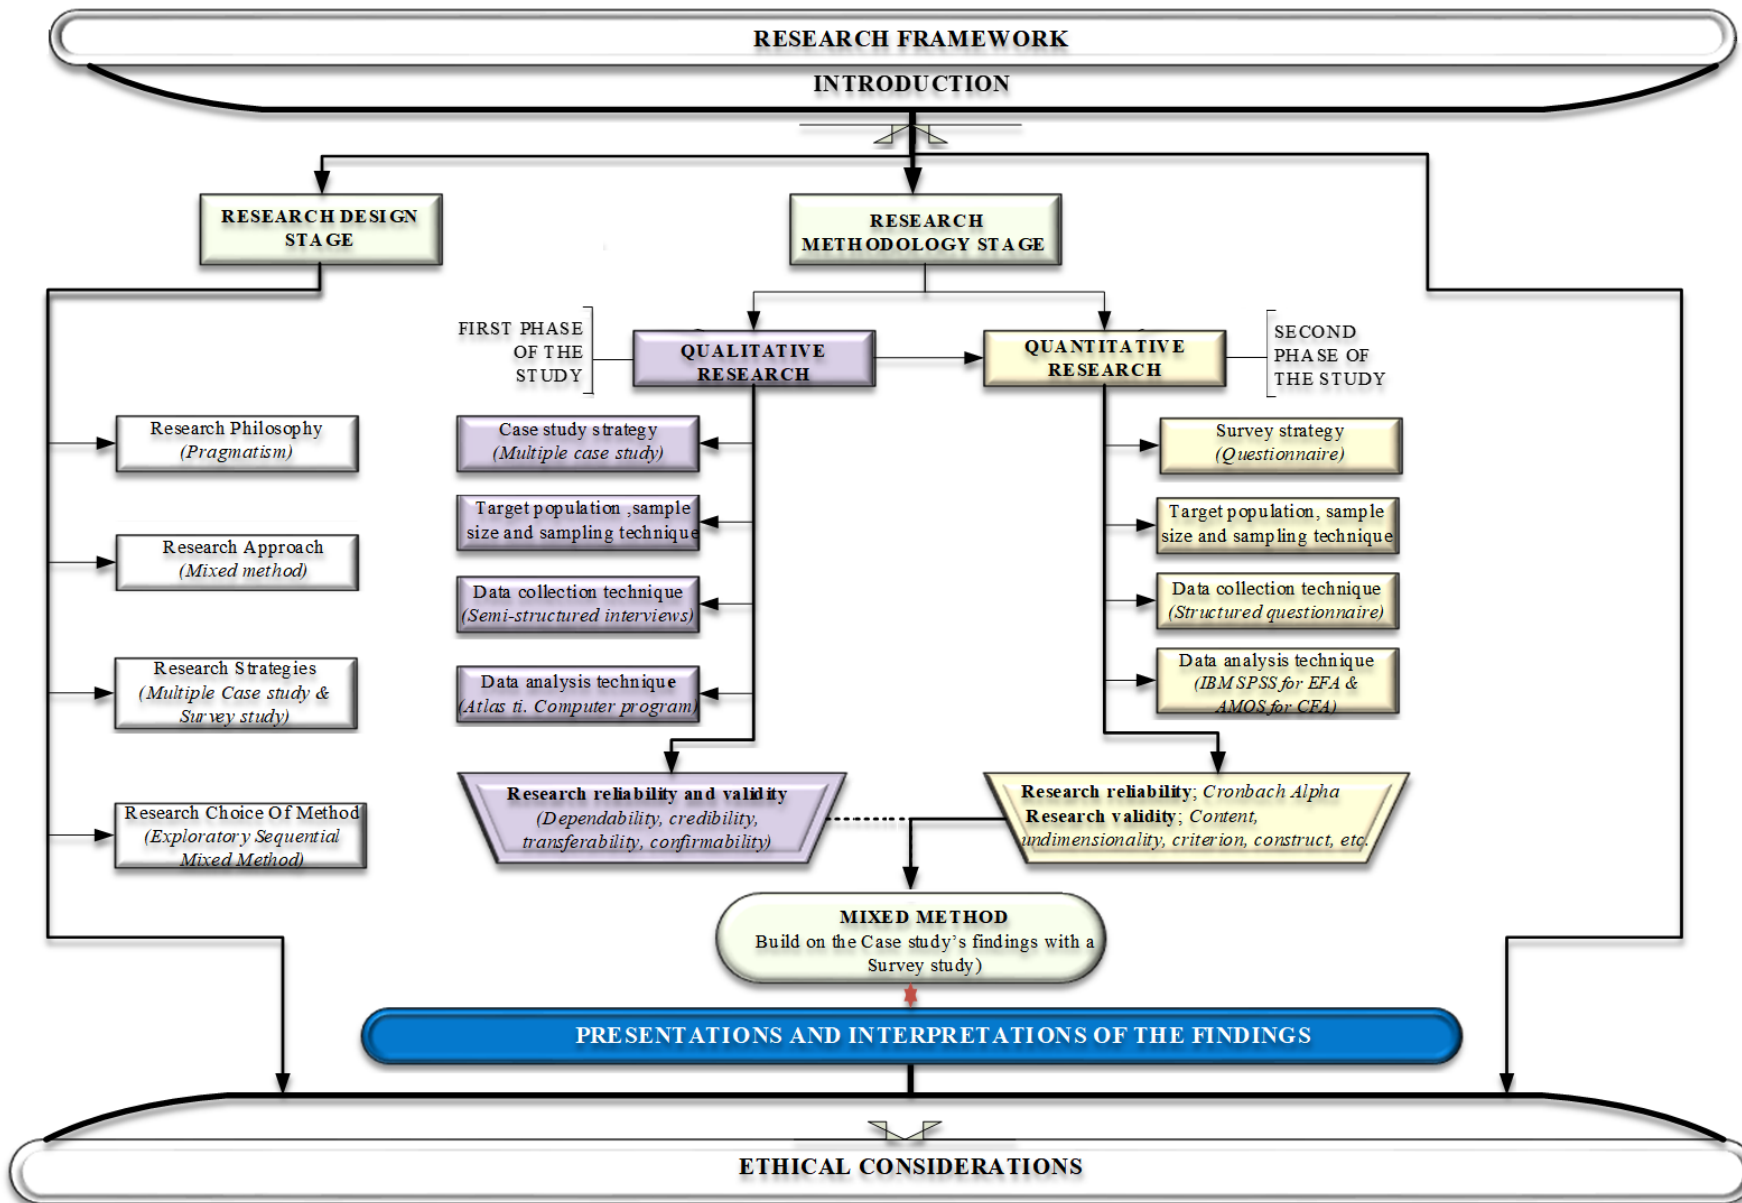 RESEARCH FRAMEWORK
INTRODUCTION
RESEARCH DESIGN
STAGE
RESEARCH
METHODOLOGY STAGE
FIRST PHASE
OF THE
STUDY
QUALITATIVE
RESEARCH
QUANTITATIVE
RESEARCH
SECOND
PHASE OF
THE STUDY
Research Philosophy
(Pragmatism)
Research Approach
(Mixed method)
Research Strategies
(Multiple Case study &
Survey study)
Research Choice Of Method
(Exploratory Sequential
Mixed Method)
Case study strategy
(Multiple case study)
Target population ,sample
size and sampling technique
Data collection technique
(Semi-structured interviews)
Data analysis technique
(Atlas ti. Computer program)
Research reliability and validity
(Dependability, credibility,
transferability, confirmability)
Survey strategy
(Questionnaire)
Target population, sample
size and sampling technique
Data collection technique
(Structured questionnaire)
Data analysis technique
(IBM SPSS for EFA &
AMOS for CFA)
Research reliability; Cronbach Alpha
Research validity; Content,
undimensionality, criterion, construct, etc.
MIXED METHOD
Build on the Case study's findings with a
Survey study)
PRESENTATIONS AND INTERPRETATIONS OF THE FINDINGS
ETHICAL CONSIDERATIONS